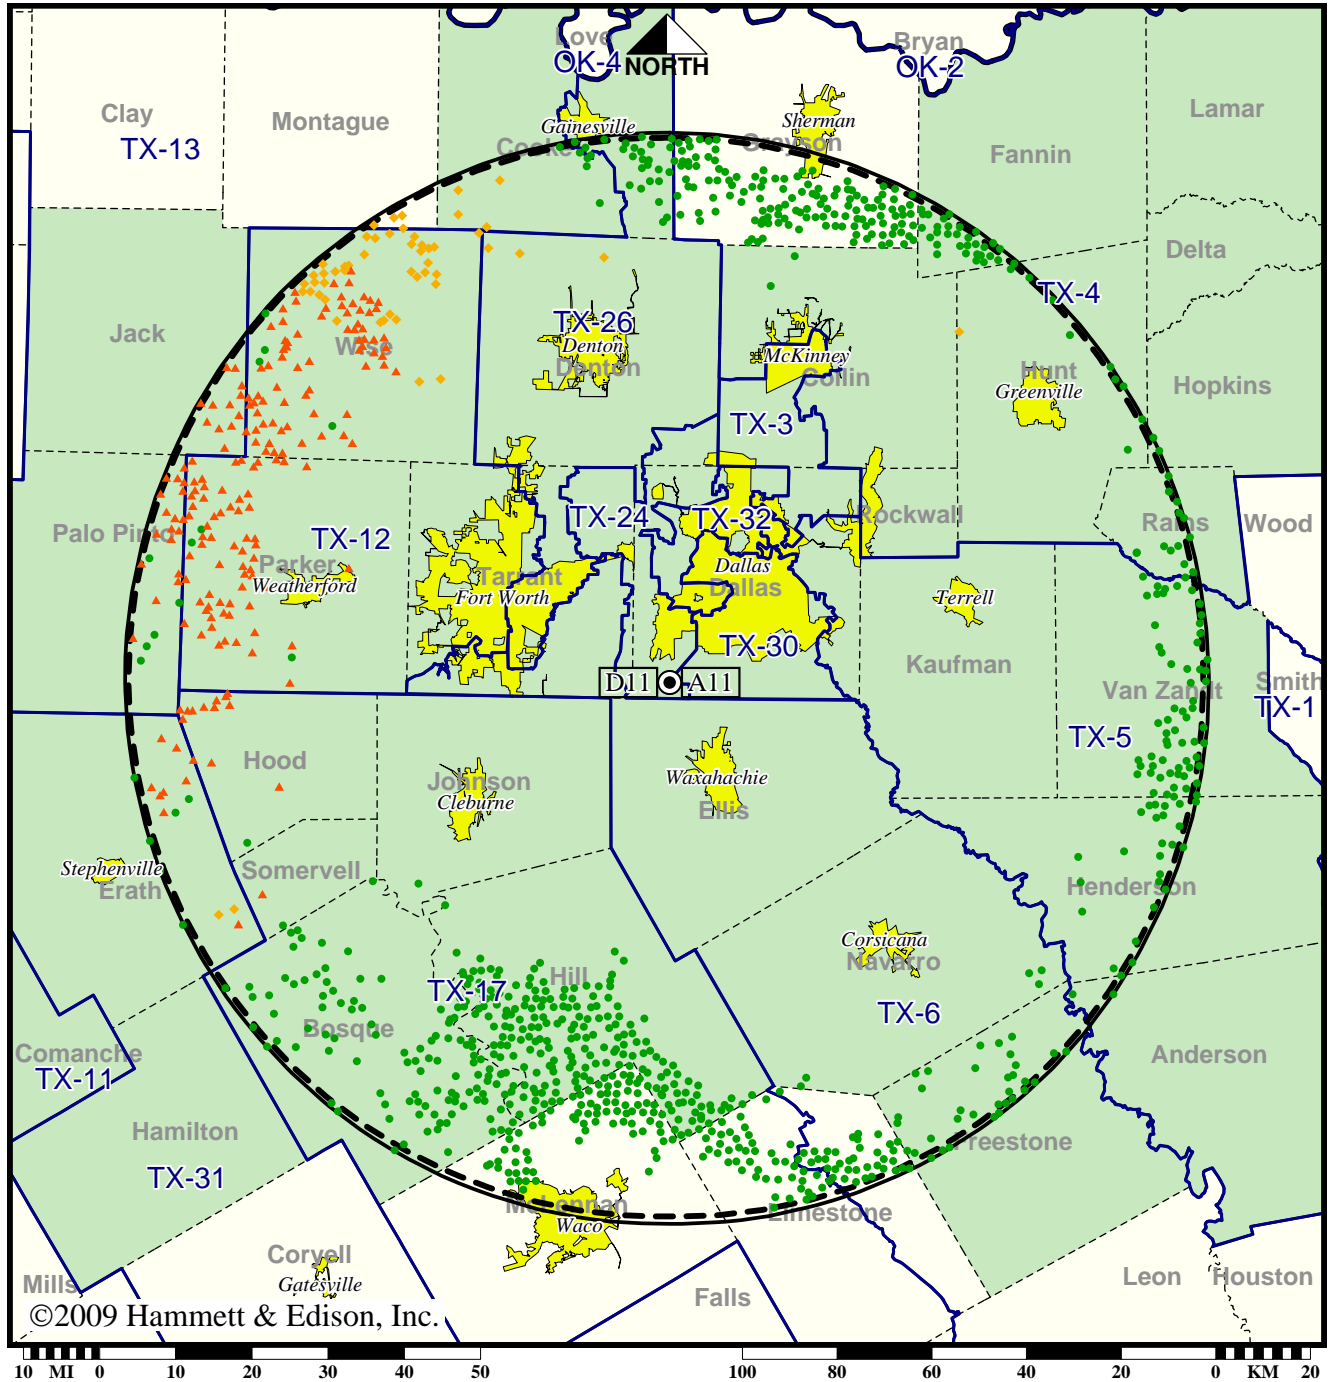 Love
Bryan
OK-4
NORTH
OK-2
Clay
Montague
Sherman
Lamar
TX-13
Gainesville
Cooke
Grayson
Fannin
Delta
TX-4
Jack
TX-26
Wise
Denton
Denton
McKinney
Collin
Hunt
Greenville
Hopkins
TX-3
Palo Pinto
TX-12
TX-24
TX-32
Rockwall
Rains
Wood
Parker
Weatherford
Tarrant
Fort Worth
Dallas
Dallas
Terrell
TX-30
Kaufman
D11
A11
Van Zandt
Smith
TX-1
TX-5
Hood
Johnson
Cleburne
Waxahachie
Ellis
Stephenville
Erath
Somervell
Henderson
Corsicana
Navarro
Hill
TX-17
TX-6
Bosque
Comanche
TX-11
Anderson
Hamilton
Freestone
TX-31
McLennan
Waco
Limestone
Coryell
Gatesville
Mills
Falls
Leon
Houston
©2009 Hammett & Edison, Inc.
10 MI 0 10 20 30 40 50 100 80 60 40 20 0 KM 20